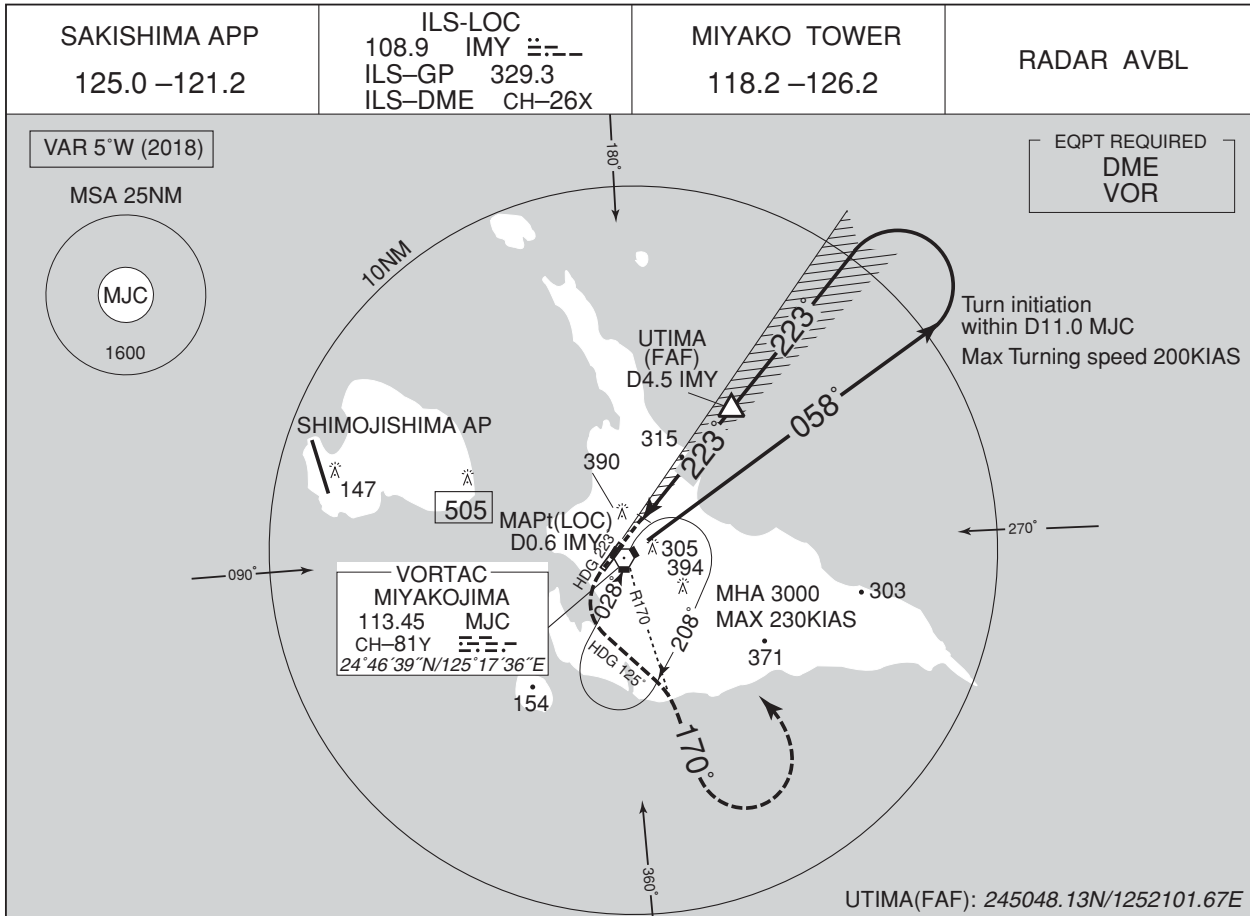 SAKISHIMA APP
125.0 –121.2
ILS-LOC
108.9 IMY
ILS–GP 329.3
ILS–DME CH–26X
MIYAKO TOWER
118.2 –126.2
RADAR AVBL
VAR 5°W (2018)
MSA 25NM
MJC
1600
180°
EQPT REQUIRED
DME
VOR
10NM
223°
Turn initiation
within D11.0 MJC
Max Turning speed 200KIAS
UTIMA
(FAF)
D4.5 IMY
058°
SHIMOJISHIMA AP
315
223°
390
147
505
MAPt(LOC)
D0.6 IMY
270°
HDG 223
305
394
090°
VORTAC
MIYAKOJIMA
113.45 MJC
CH–81Y
24°46´39˝N/125°17´36˝E
028°
R170
208°
MHA 3000
MAX 230KIAS
303
371
HDG 125°
154
170°
360°
UTIMA(FAF): 245048.13N/1252101.67E